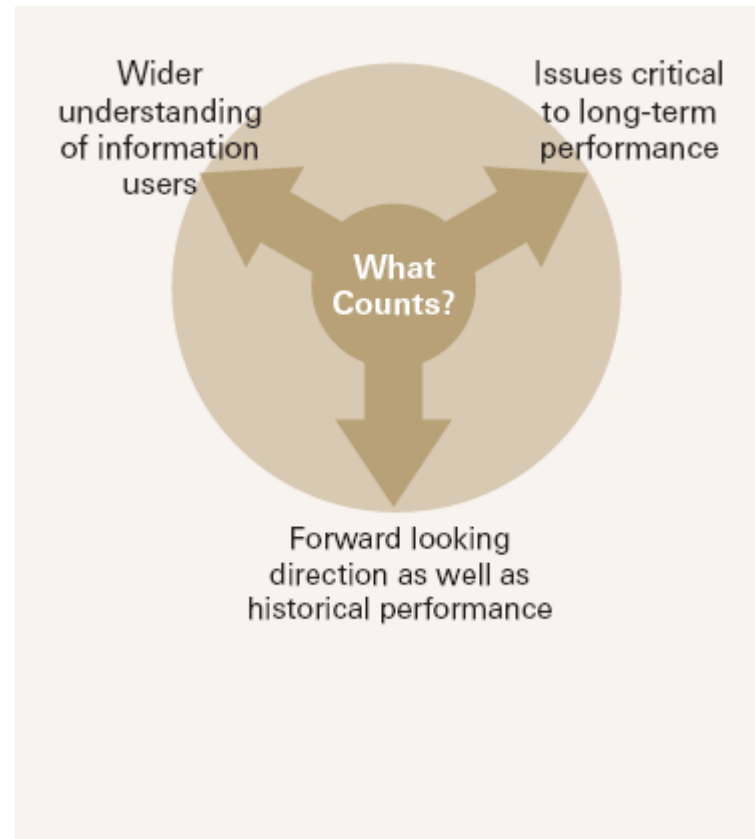 Wider
understanding
of information
users
Issues critical
to long-term
performance
What
Counts?
Forward looking
direction as well as
historical performance